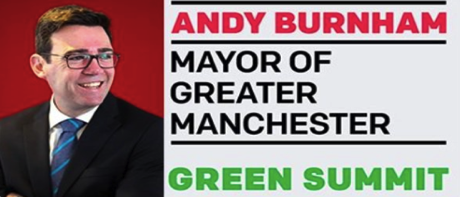 ANDY BURNHAM
MAYOR OF
GREATER
MANCHESTER
GREEN SUMMIT